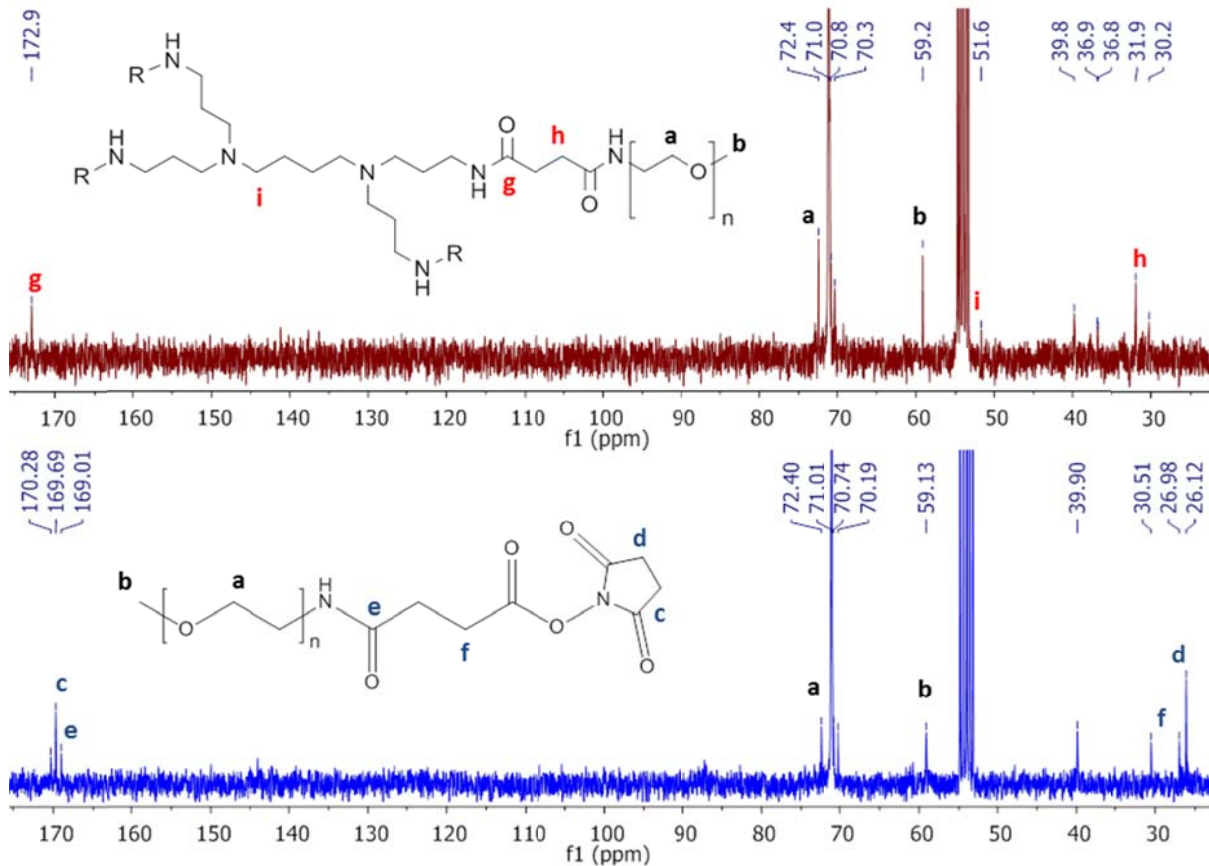 172.9
72.4
71.0
70.8
70.3
59.2
51.6
39.8
36.9
36.8
31.9
30.2
H
R N
H
R N
N
i
N
N
H
O
g
h
O
H
N
a
O
b
n
N R
H
g
a
b
i
h
170 160 150 140 130 120 110 100 90 80 70 60 50 40 30
f1 (ppm)
170.28
169.69
169.01
72.40
71.01
70.74
70.19
59.13
39.90
30.51
26.98
26.12
b
a
O
n
H
N
e
O
f
O
O
N
O
d
c
O
c
e
a
b
f
d
170 160 150 140 130 120 110 100 90 80 70 60 50 40 30
f1 (ppm)